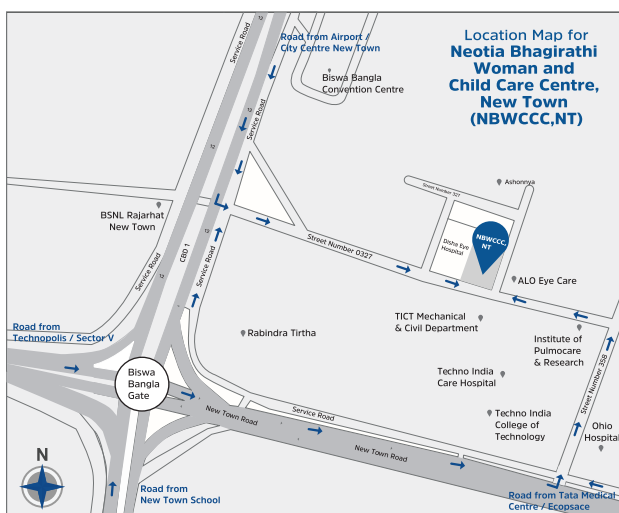 Location Map for
Neotia Bhagirathi
Woman and
Child Care Centre,
New Town
(NBWCCC,NT)
Road from Airport /
City Centre New Town
Service Road
Biswa Bangla
Convention Centre
Service Road
Street Number 327
Ashonnya
BSNL Rajarhat
New Town
Street Number 0327
Disha Eye
Hospital
NBWCCC,
NT
CBD 1
Service Road
Service Road
ALO Eye Care
TICT Mechanical
& Civil Department
Road from
Technopolis / Sector V
Rabindra Tirtha
Institute of
Pulmocare
& Research
Biswa
Bangla
Gate
Techno India
Care Hospital
Street Number 358
New Town Road
Service Road
Techno India
College of
Technology
Ohio
Hospital
New Town Road
N
Road from
New Town School
Road from Tata Medical
Centre / Ecopsace